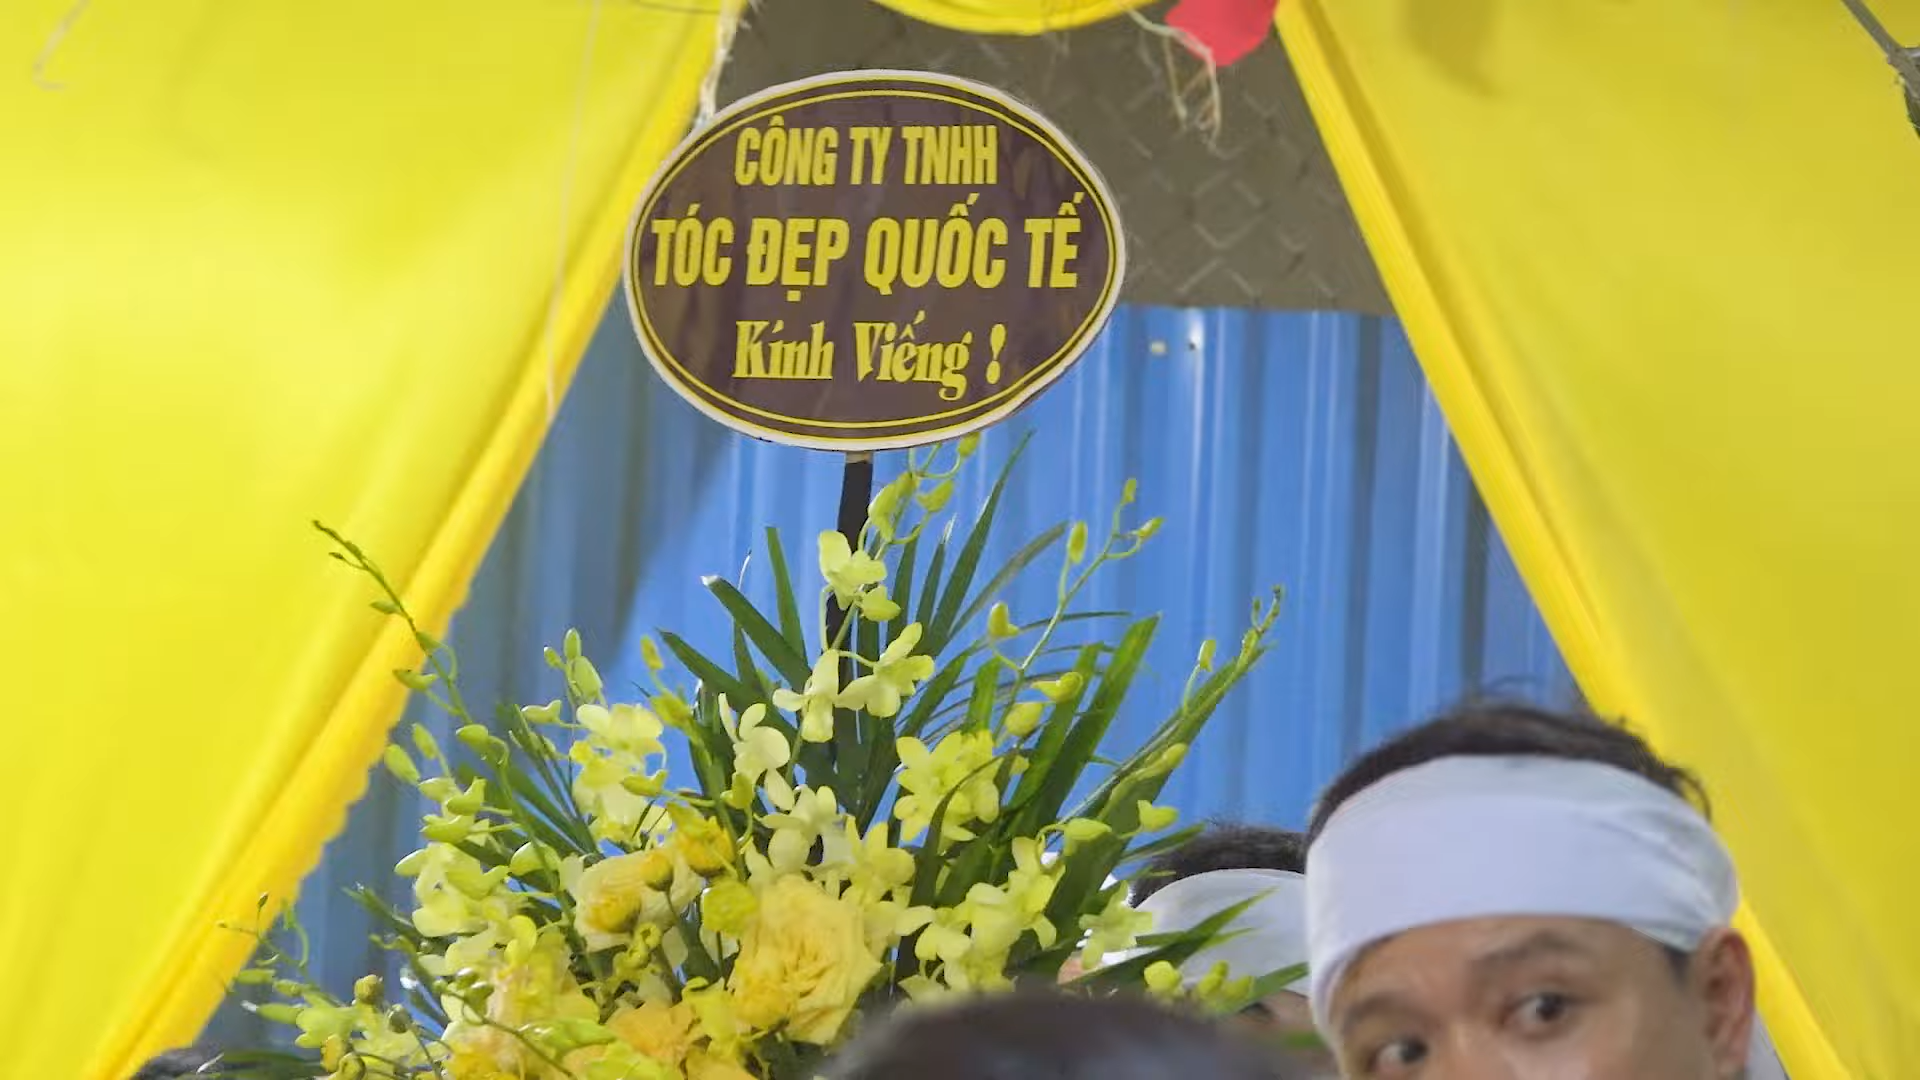 CÔNG TY TNHH
TÓC ĐẸP QUỐC TẾ
Kính Viếng !